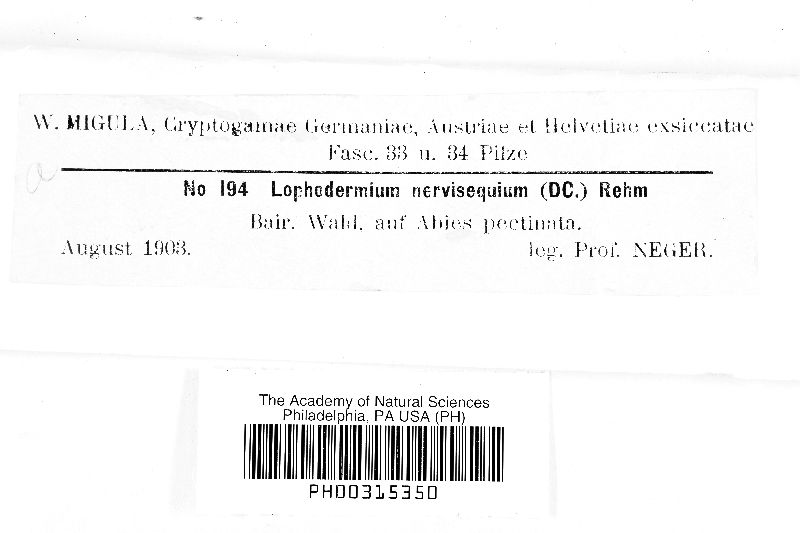 W. MIGULA, Cryptogamae Germaniae, Austriae et Helvetiae exsiccatae
Fasc. 33 u. 34 Pilze
a
No 194 Lophodermium nervisequium (DC.) Rehm
Bair. Wald, auf Abies pectinata.
August 1903. leg. Prof. NEGER.
The Academy of Natural Sciences
Philadelphia, PA USA (PH)
PH00315350